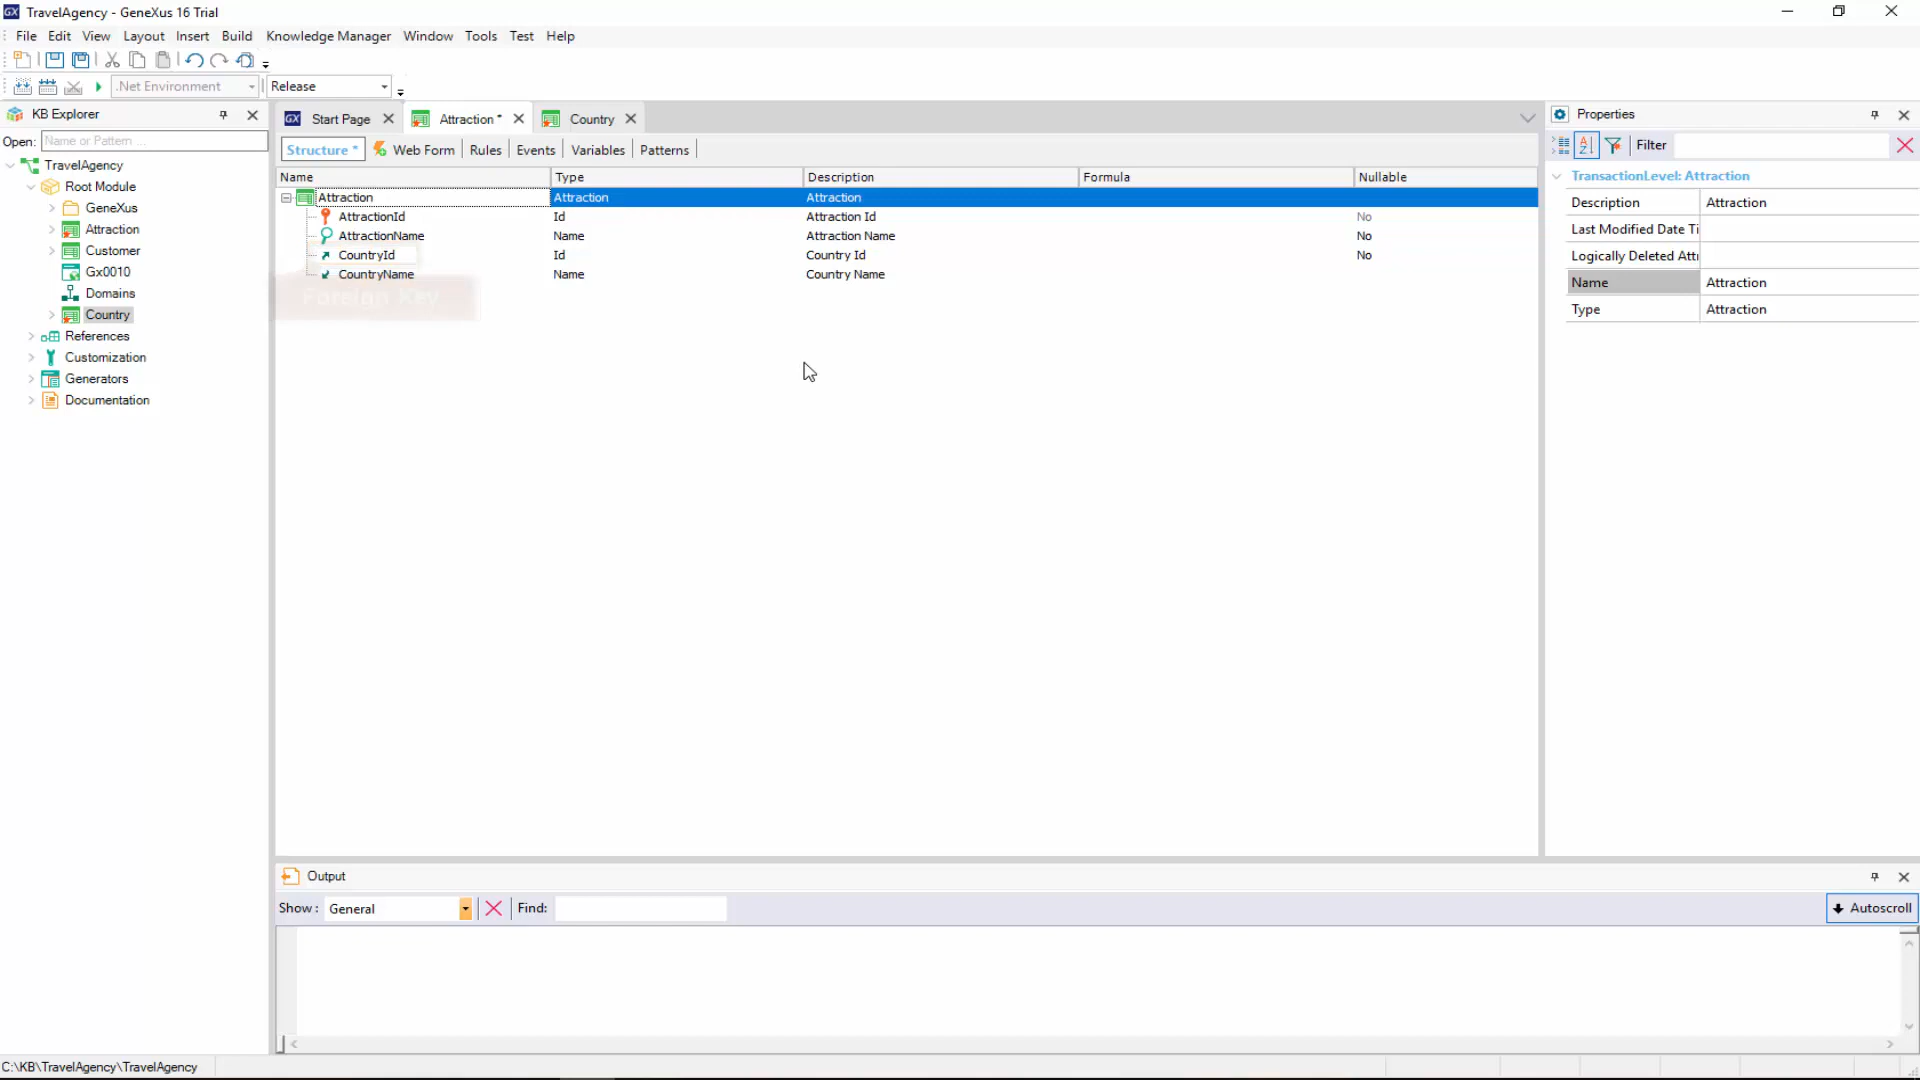 TravelAgency - GeneXus 16 Trial
File Edit View Layout Insert Build Knowledge Manager Window Tools Test Help
.Net Environment Release
KB Explorer
Open: Name or Pattern ...
TravelAgency
Root Module
GeneXus
Attraction
Customer
Gx0010
Domains
Country
References
Customization
Generators
Documentation
Start Page Attraction * Country
Structure * Web Form Rules Events Variables Patterns
Name Type Description Formula Nullable
Attraction Attraction Attraction
AttractionId Id Attraction Id No
AttractionName Name Attraction Name No
CountryId Id Country Id No
CountryName Name Country Name
Foreign Key
Properties
Filter
TransactionLevel: Attraction
Description Attraction
Last Modified Date Ti
Logically Deleted Attr
Name Attraction
Type Attraction
Output
Show : General Find: Autoscroll
C:\KB\TravelAgency\TravelAgency